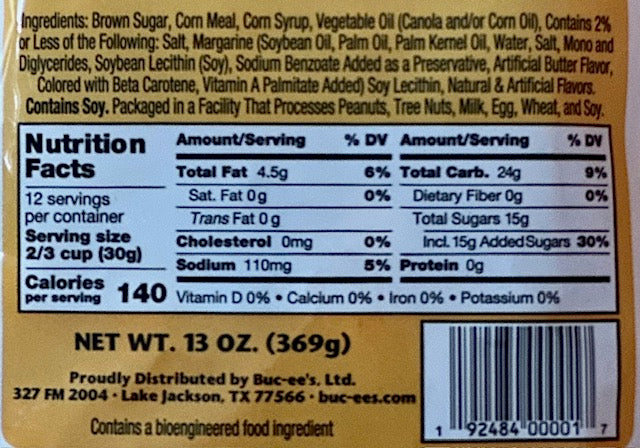 Ingredients: Brown Sugar, Corn Meal, Corn Syrup, Vegetable Oil (Canola and/or Corn Oil), Contains 2%
or Less of the Following: Salt, Margarine (Soybean Oil, Palm Oil, Palm Kernel Oil, Water, Salt, Mono and
Diglycerides, Soybean Lecithin (Soy), Sodium Benzoate Added as a Preservative, Artificial Butter Flavor,
Colored with Beta Carotene, Vitamin A Palmitate Added) Soy Lecithin, Natural & Artificial Flavors.
Contains Soy. Packaged in a Facility That Processes Peanuts, Tree Nuts, Milk, Egg, Wheat, and Soy.
Nutrition
Facts
12 servings
per container
Serving size
2/3 cup (30g)
Calories
per serving 140
Amount/Serving % DV
Total Fat 4.5g 6%
Sat. Fat 0g 0%
Trans Fat 0 g
Cholesterol 0mg 0%
Sodium 110mg 5%
Amount/Serving % DV
Total Carb. 24g 9%
Dietary Fiber 0g 0%
Total Sugars 15g
Incl. 15g Added Sugars 30%
Protein 0g
Vitamin D 0% • Calcium 0% • Iron 0% • Potassium 0%
NET WT. 13 OZ. (369g)
Proudly Distributed by Buc-ee's, Ltd.
327 FM 2004 • Lake Jackson, TX 77566 • buc-ees.com
Contains a bioengineered food ingredient
1 92484 00001 7